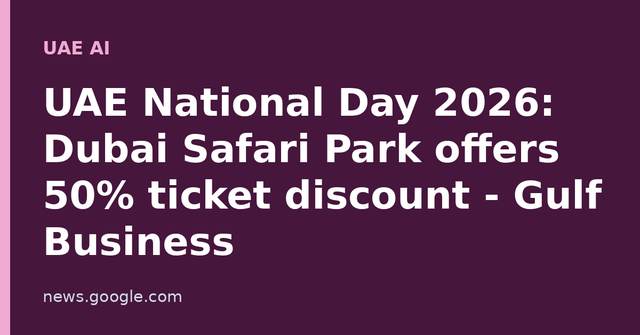 UAE AI
UAE National Day 2026:
Dubai Safari Park offers
50% ticket discount - Gulf
Business
news.google.com